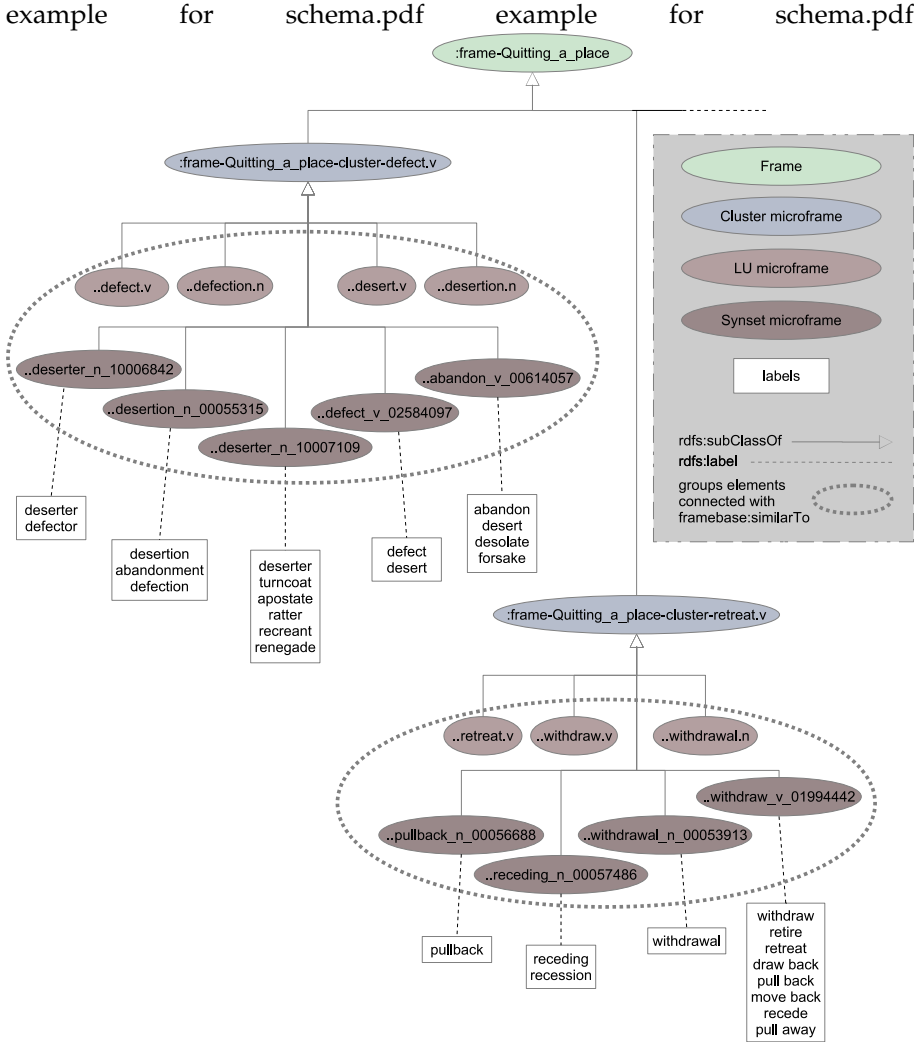 example for schema.pdf example for schema.pdf
:frame-Quitting_a_place
:frame-Quitting_a_place-cluster-defect.v
..defect.v
..defection.n
..desert.v
..desertion.n
..deserter_n_10006842
..desertion_n_00055315
..deserter_n_10007109
..defect_v_02584097
..abandon_v_00614057
deserter
defector
desertion
abandonment
defection
deserter
turncoat
apostate
ratter
recreant
renegade
defect
desert
abandon
desert
desolate
forsake
Frame
Cluster microframe
LU microframe
Synset microframe
labels
rdfs:subClassOf
rdfs:label
groups elements
connected with
framebase:similarTo
:frame-Quitting_a_place-cluster-retreat.v
..retreat.v
..withdraw.v
..withdrawal.n
..pullback_n_00056688
..receding_n_00057486
..withdrawal_n_00053913
..withdraw_v_01994442
pullback
receding
recession
withdrawal
withdraw
retire
retreat
draw back
pull back
move back
recede
pull away